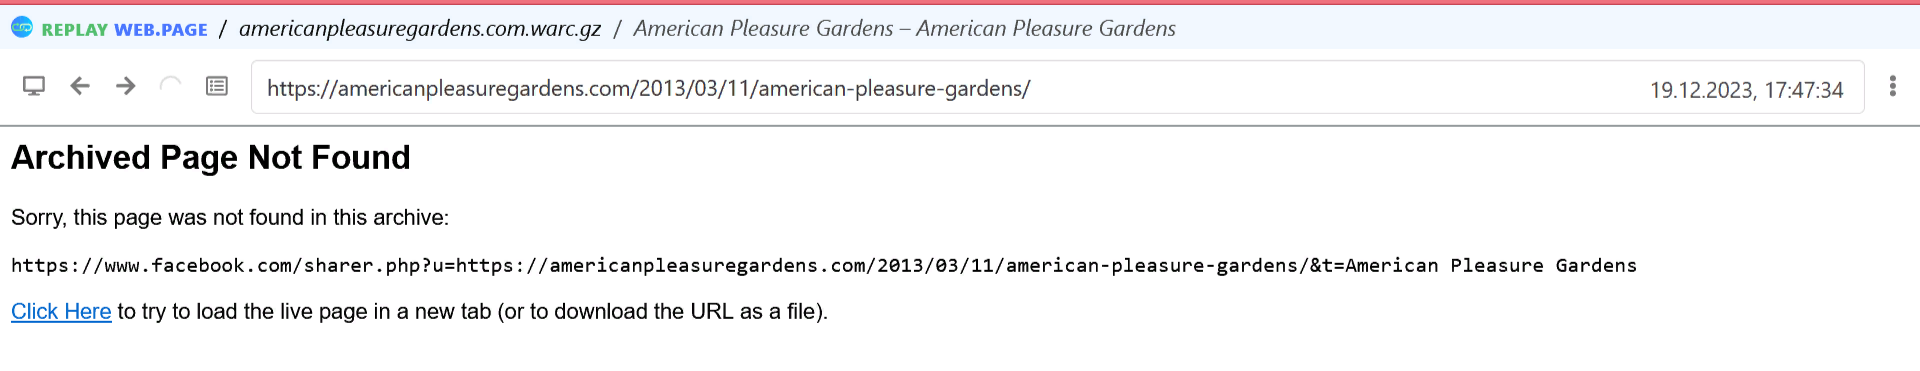 REPLAY WEB.PAGE / americanpleasuregardens.com.warc.gz / American Pleasure Gardens – American Pleasure Gardens
https://americanpleasuregardens.com/2013/03/11/american-pleasure-gardens/ 19.12.2023, 17:47:34
Archived Page Not Found
Sorry, this page was not found in this archive:
https://www.facebook.com/sharer.php?u=https://americanpleasuregardens.com/2013/03/11/american-pleasure-gardens/&t=American Pleasure Gardens
Click Here to try to load the live page in a new tab (or to download the URL as a file).